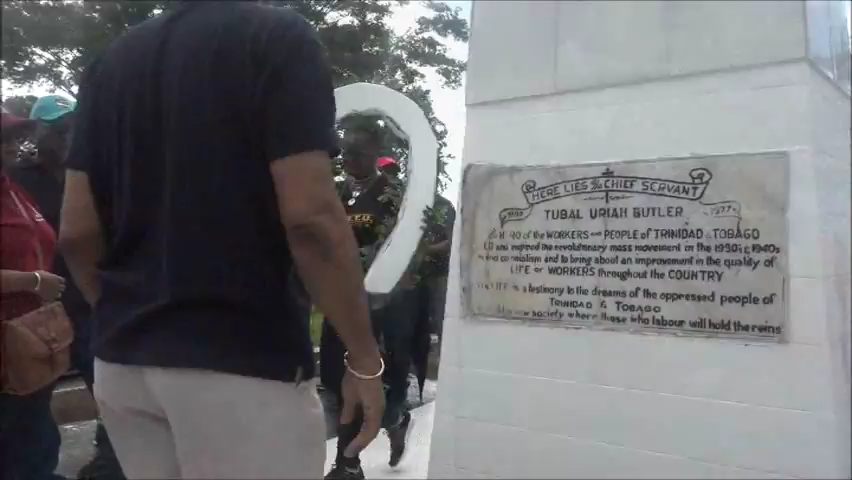 HERE LIES THE CHIEF SERVANT
1977
TUBAL URIAH BUTLER
of the WORKERS and PEOPLE of TRINIDAD & TOBAGO
and inspired the revolutionary mass movement in the 1930's & 1940s
and to bring about an improvement in the quality of
LIFE of WORKERS throughout the COUNTRY
is a testimony to the dreams of the oppressed people of
TRINIDAD & TOBAGO
society where those who labour will hold the reins